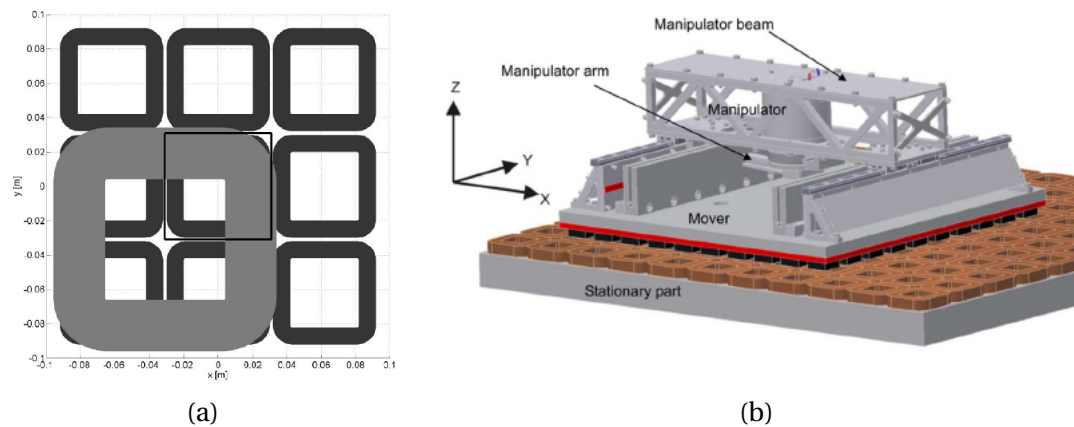 0.1
0.08
0.06
0.04
0.02
0
-0.02
-0.04
-0.06
-0.08
-0.1
y [m]
-0.1 -0.08 -0.06 -0.04 -0.02 0 0.02 0.04 0.06 0.08 0.1
x [m]
(a)
Manipulator beam
Manipulator arm
Manipulator
Z
Y
X
Mover
Stationary part
(b)